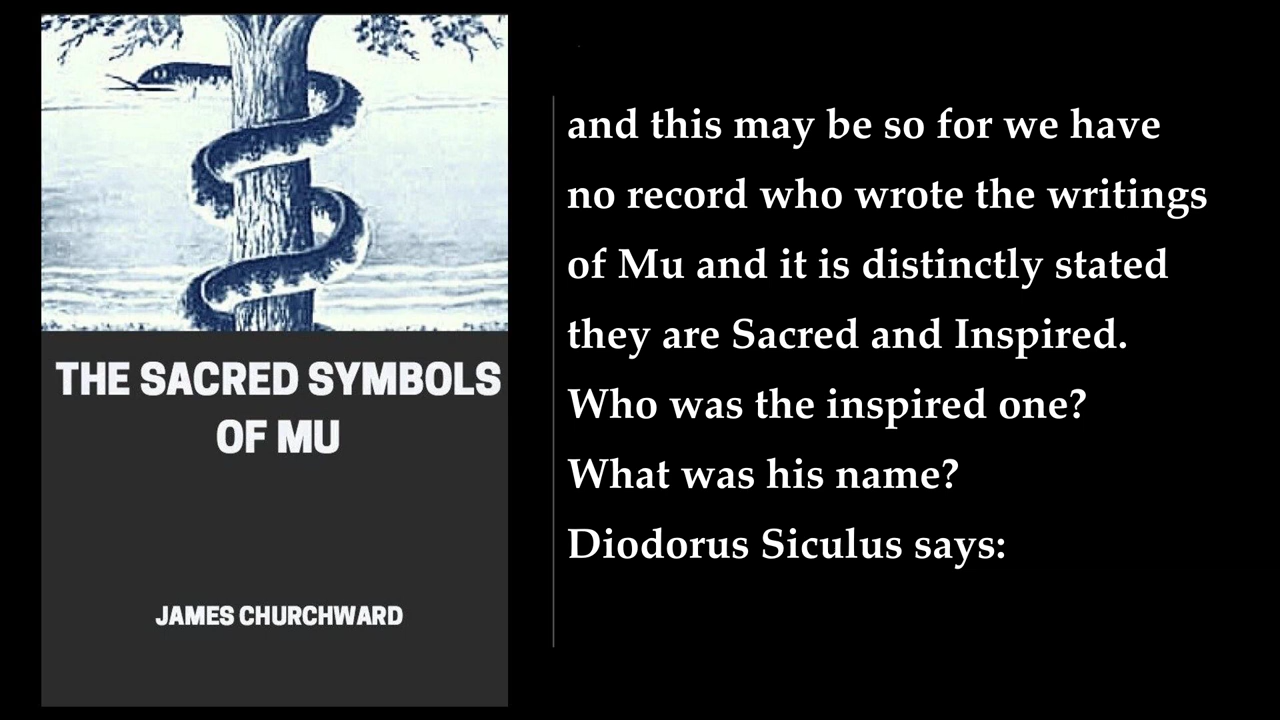 THE SACRED SYMBOLS
OF MU
JAMES CHURCHWARD
and this may be so for we have
no record who wrote the writings
of Mu and it is distinctly stated
they are Sacred and Inspired.
Who was the inspired one?
What was his name?
Diodorus Siculus says: